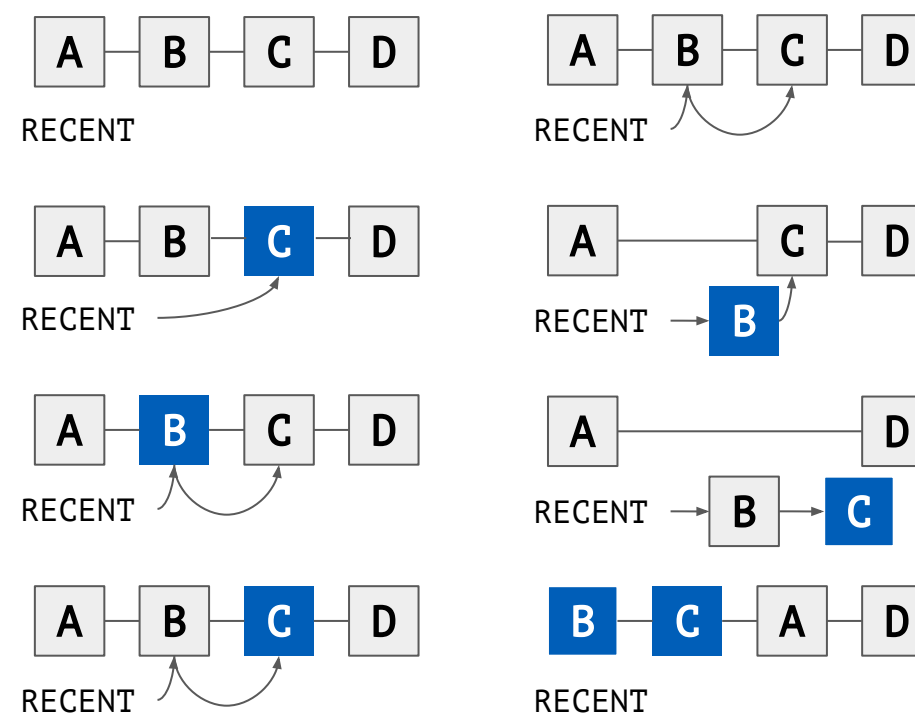 A B C D
RECENT
A B C D
RECENT
A B C D
RECENT
A B C D
RECENT
A B C D
RECENT
A C D
RECENT B
A D
RECENT B C
B C A D
RECENT